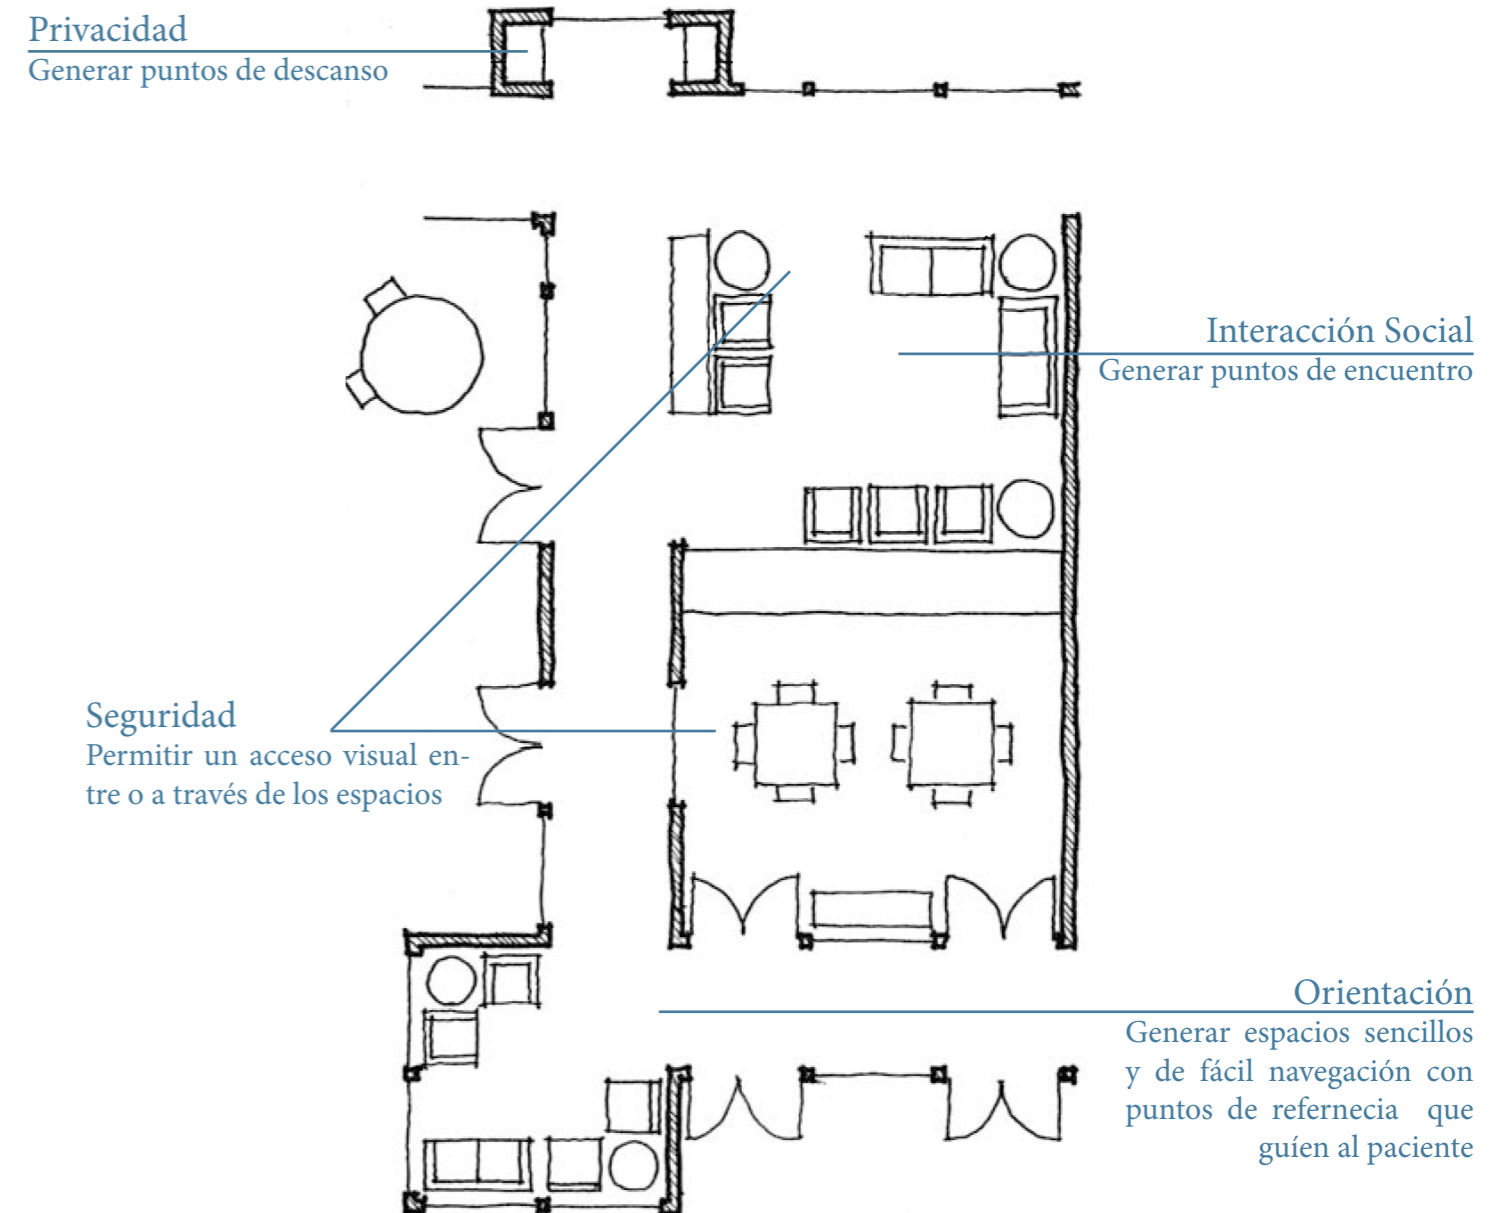 Privacidad
Generar puntos de descanso
Interacción Social
Generar puntos de encuentro
Seguridad
Permitir un acceso visual en-
tre o a través de los espacios
Orientación
Generar espacios sencillos
y de fácil navegación con
puntos de refernecia que
guíen al paciente